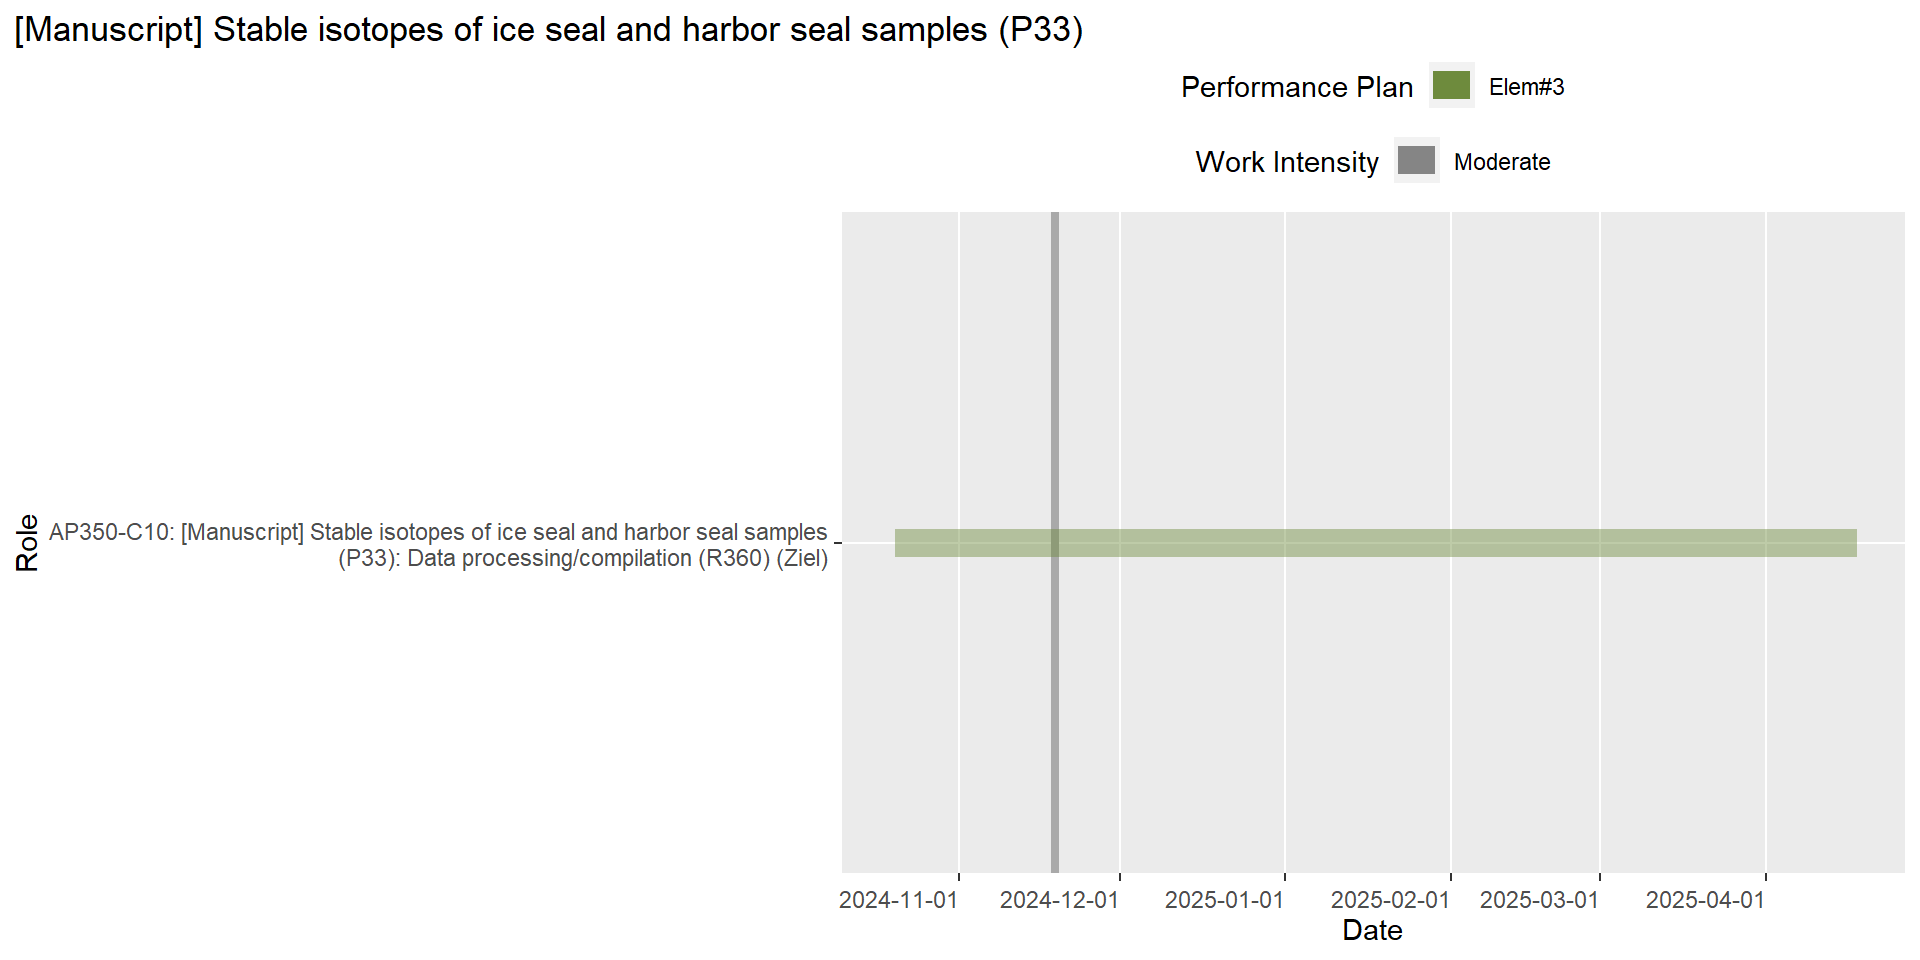 [Manuscript] Stable isotopes of ice seal and harbor seal samples (P33)
Performance Plan Elem#3
Work Intensity Moderate
Role
AP350-C10: [Manuscript] Stable isotopes of ice seal and harbor seal samples
(P33): Data processing/compilation (R360) (Ziel)
2024-11-01 2024-12-01 2025-01-01 2025-02-01 2025-03-01 2025-04-01
Date